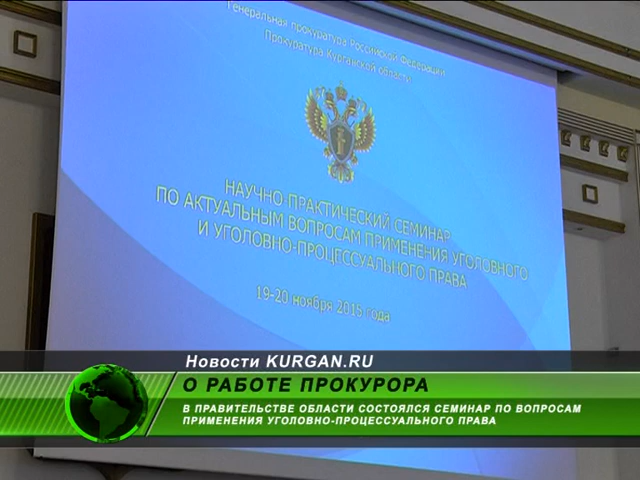 Генеральная прокуратура Российской Федерации
Прокуратура Курганской области
НАУЧНО-ПРАКТИЧЕСКИЙ СЕМИНАР
ПО АКТУАЛЬНЫМ ВОПРОСАМ ПРИМЕНЕНИЯ УГОЛОВНОГО
И УГОЛОВНО-ПРОЦЕССУАЛЬНОГО ПРАВА
19-20 ноября 2015 года
Новости KURGAN.RU
О РАБОТЕ ПРОКУРОРА
В ПРАВИТЕЛЬСТВЕ ОБЛАСТИ СОСТОЯЛСЯ СЕМИНАР ПО ВОПРОСАМ
ПРИМЕНЕНИЯ УГОЛОВНО-ПРОЦЕССУАЛЬНОГО ПРАВА